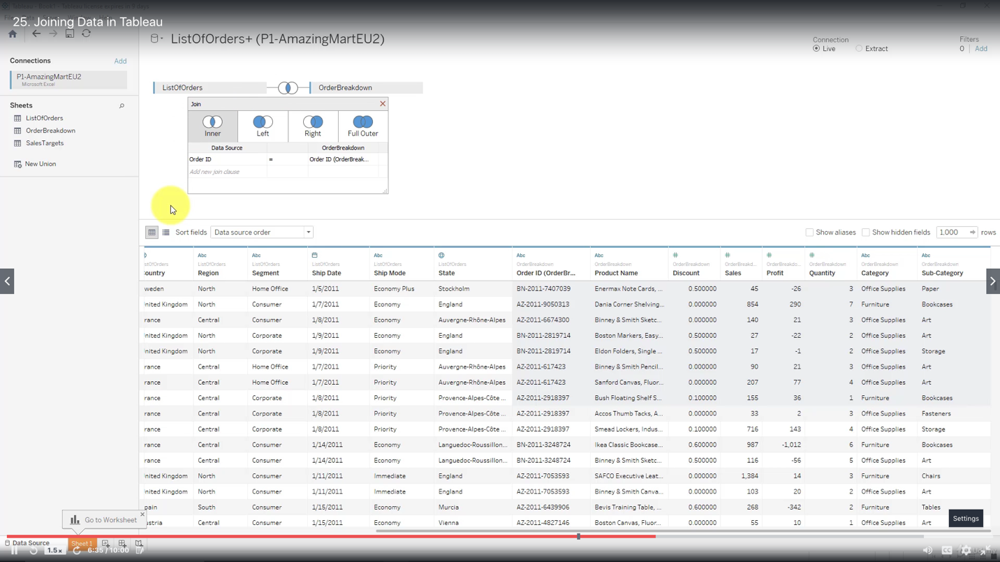 Tableau - Book1 - Tableau license expires in 8 days
25. Joining Data in Tableau
ListOfOrders+ (P1-AmazingMartEU2)
Connection
Live
Extract
Filters
0 | Add
Connections
Add
P1-AmazingMartEU2
Microsoft Excel
Sheets
ListOfOrders
OrderBreakdown
SalesTargets
New Union
ListOfOrders
OrderBreakdown
Join
Inner
Left
Right
Full Outer
Data Source
OrderBreakdown
Order ID = Order ID (OrderBreak...
Add new join clause
Sort fields Data source order
Show aliases
Show hidden fields
1,000 rows
Abc Abc Abc Abc Abc Abc Abc
stOfOrders ListOfOrders ListOfOrders ListOfOrders ListOfOrders ListOfOrders OrderBreakdown OrderBreakdown OrderBreakdown OrderBreakd... OrderBreakdo... OrderBreakdown OrderBreakdown OrderBreakdown
ountry Region Segment Ship Date Ship Mode State Order ID (OrderBr... Product Name Discount Sales Profit Quantity Category Sub-Category
weden North Home Office 1/5/2011 Economy Plus Stockholm BN-2011-7407039 Enermax Note Cards, ... 0.500000 45 -26 3 Office Supplies Paper
nited Kingdom North Consumer 1/7/2011 Economy England AZ-2011-9050313 Dania Corner Shelving... 0.000000 854 290 7 Furniture Bookcases
rance Central Consumer 1/8/2011 Economy Auvergne-Rhône-Alpes AZ-2011-6674300 Binney & Smith Sketc... 0.000000 140 21 3 Office Supplies Art
nited Kingdom North Corporate 1/9/2011 Economy England BN-2011-2819714 Boston Markers, Easy... 0.500000 27 -22 2 Office Supplies Art
nited Kingdom North Corporate 1/9/2011 Economy England BN-2011-2819714 Eldon Folders, Single ... 0.500000 17 -1 2 Office Supplies Storage
rance Central Home Office 1/7/2011 Priority Auvergne-Rhône-Alpes AZ-2011-617423 Binney & Smith Pencil... 0.000000 90 21 3 Office Supplies Art
rance Central Home Office 1/7/2011 Priority Auvergne-Rhône-Alpes AZ-2011-617423 Sanford Canvas, Fluor... 0.000000 207 77 4 Office Supplies Art
rance Central Corporate 1/8/2011 Priority Provence-Alpes-Côte ... AZ-2011-2918397 Bush Floating Shelf S... 0.100000 155 36 1 Furniture Bookcases
rance Central Corporate 1/8/2011 Priority Provence-Alpes-Côte ... AZ-2011-2918397 Accos Thumb Tacks, A... 0.000000 33 2 3 Office Supplies Fasteners
rance Central Corporate 1/8/2011 Priority Provence-Alpes-Côte ... AZ-2011-2918397 Smead Lockers, Indus... 0.100000 716 143 4 Office Supplies Storage
rance Central Consumer 1/14/2011 Economy Languedoc-Roussillon... BN-2011-3248724 Ikea Classic Bookcase... 0.600000 987 -1,012 6 Furniture Bookcases
rance Central Consumer 1/14/2011 Economy Languedoc-Roussillon... BN-2011-3248724 Binney & Smith Sketc... 0.500000 116 -56 5 Office Supplies Art
nited Kingdom North Consumer 1/11/2011 Immediate England AZ-2011-7053593 SAFCO Executive Leat... 0.000000 1,384 14 3 Furniture Chairs
nited Kingdom North Consumer 1/11/2011 Immediate England AZ-2011-7053593 Binney & Smith Canva... 0.000000 103 20 2 Office Supplies Art
pain South Consumer 1/15/2011 Economy Murcia AZ-2011-6439906 Bevis Training Table, ... 0.600000 268 -342 2 Furniture Tables
ustria Central Consumer 1/15/2011 Economy Vienna AZ-2011-4827146 Boston Canvas, Fluor... 0.000000 55 10 1 Office Supplies Art
Go to Worksheet
Settings
Data Source
Sheet 1
1.5x
6:35 / 10:00
CC